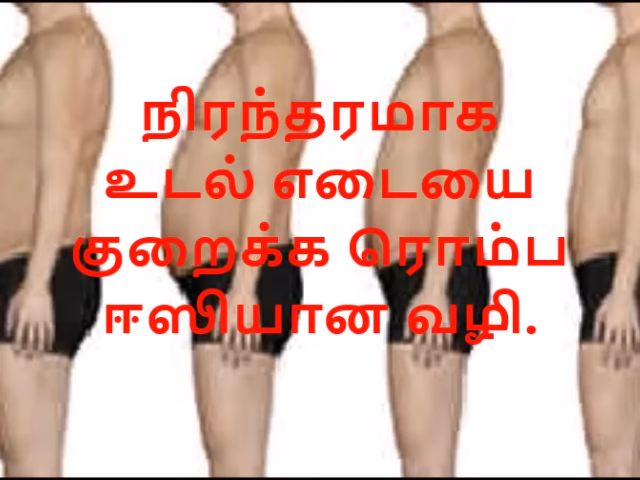 நிரந்தரமாக
உடல் எடையை
குறைக்க ரொம்ப
ஈஸியான வழி.